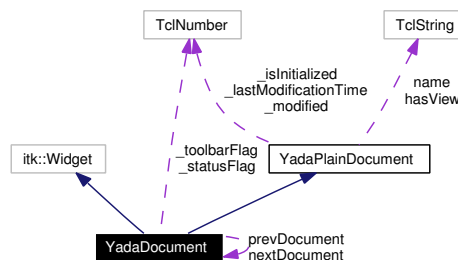 TclNumber
TclString
_isInitialized
_lastModificationTime
_modified
name
hasView
_toolbarFlag
_statusFlag
itk::Widget
YadaPlainDocument
YadaDocument
prevDocument
nextDocument